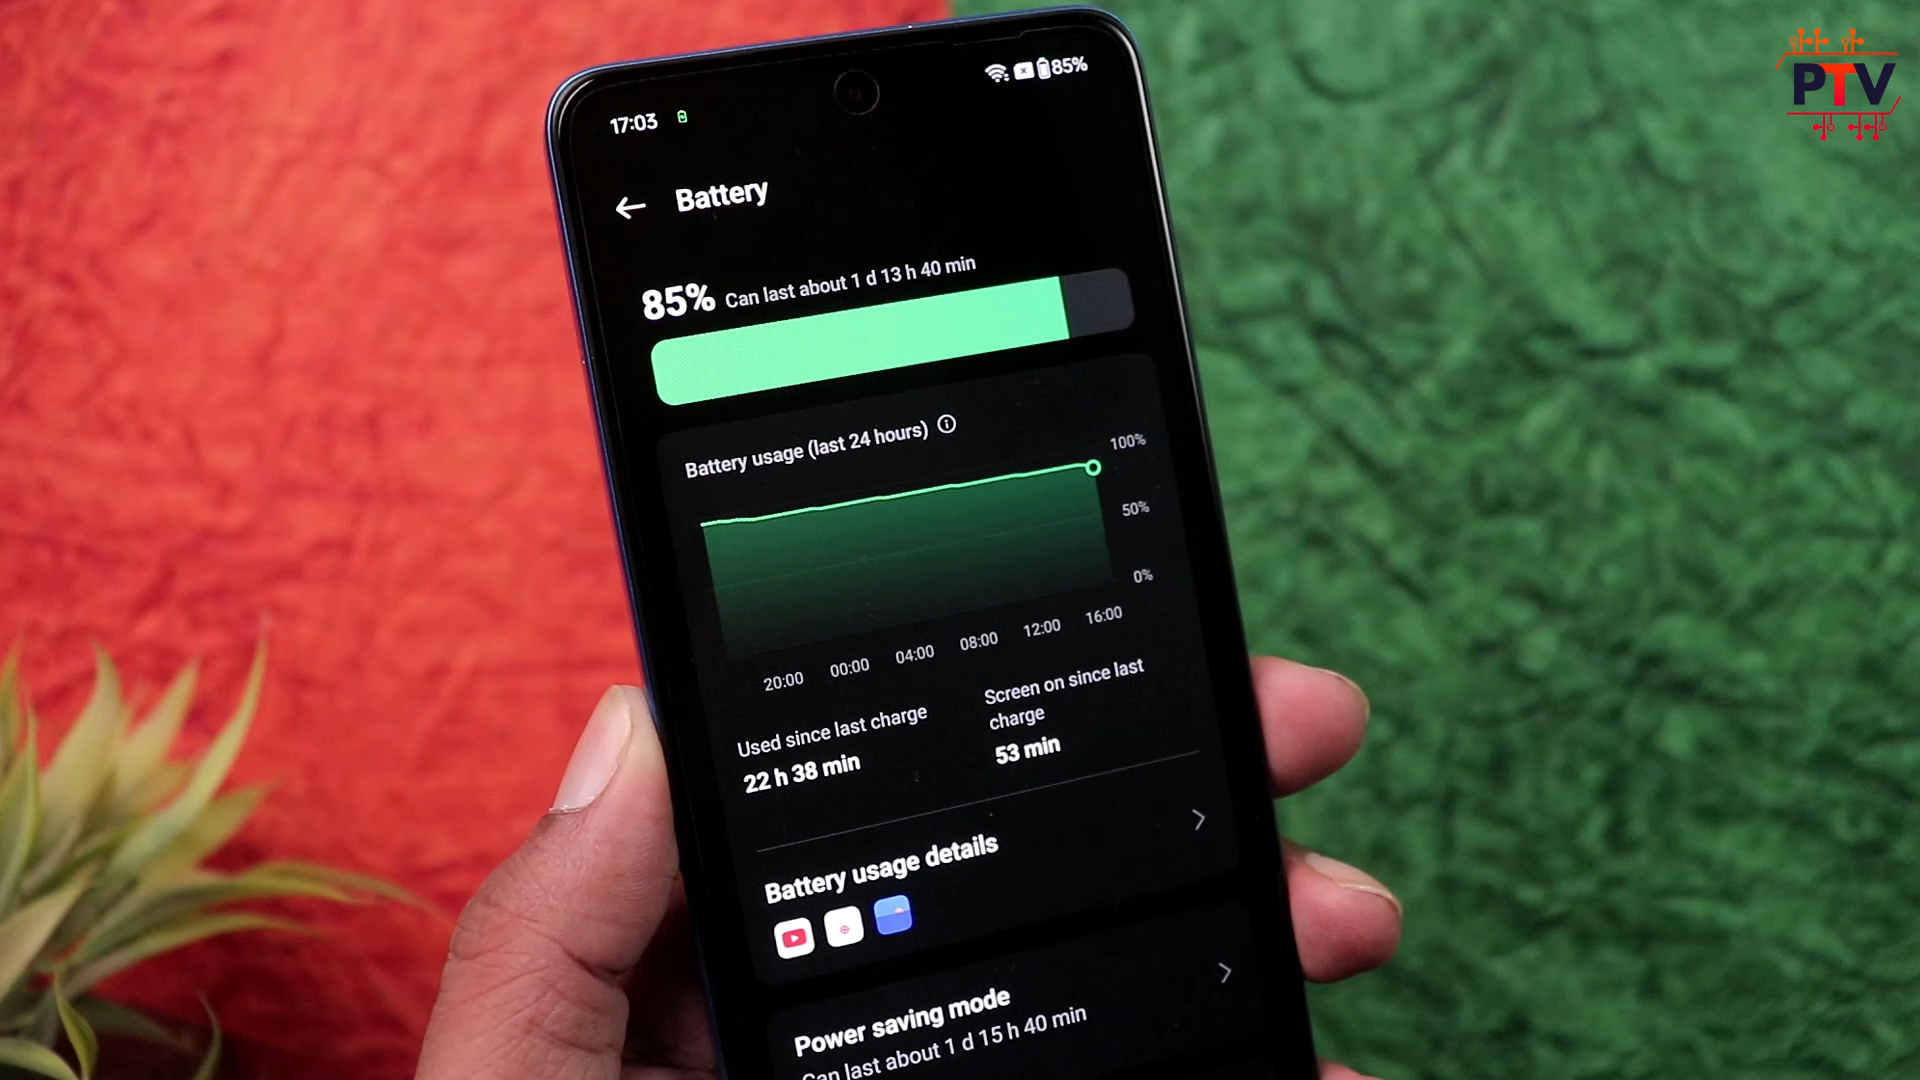 PTV
17:03
85%
Battery
85% Can last about 1 d 13 h 40 min
Battery usage (last 24 hours)
100%
50%
0%
20:00 00:00 04:00 08:00 12:00 16:00
Used since last charge
22 h 38 min
Screen on since last
charge
53 min
Battery usage details
Power saving mode
Can last about 1 d 15 h 40 min